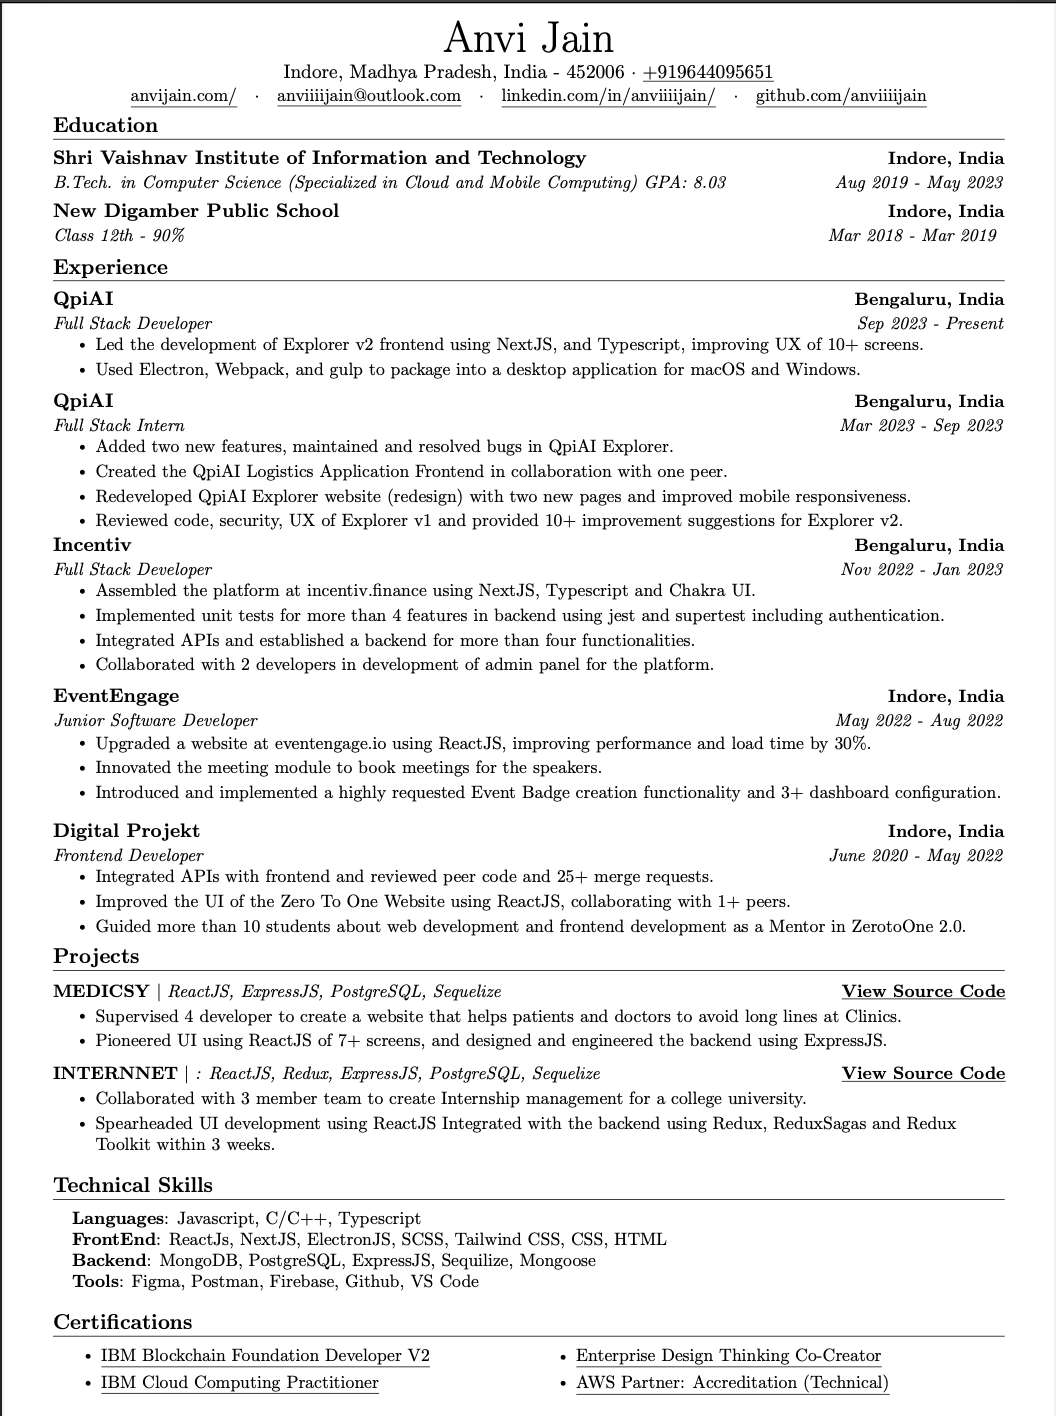 Anvi Jain
Indore, Madhya Pradesh, India - 452006 · +919644095651
anvijain.com/ · anviiiijain@outlook.com · linkedin.com/in/anviiiijain/ · github.com/anviiiijain
Education
Shri Vaishnav Institute of Information and Technology Indore, India
B.Tech. in Computer Science (Specialized in Cloud and Mobile Computing) GPA: 8.03 Aug 2019 - May 2023
New Digamber Public School Indore, India
Class 12th - 90% Mar 2018 - Mar 2019
Experience
QpiAI Bengaluru, India
Full Stack Developer Sep 2023 - Present
• Led the development of Explorer v2 frontend using NextJS, and Typescript, improving UX of 10+ screens.
• Used Electron, Webpack, and gulp to package into a desktop application for macOS and Windows.
QpiAI Bengaluru, India
Full Stack Intern Mar 2023 - Sep 2023
• Added two new features, maintained and resolved bugs in QpiAI Explorer.
• Created the QpiAI Logistics Application Frontend in collaboration with one peer.
• Redeveloped QpiAI Explorer website (redesign) with two new pages and improved mobile responsiveness.
• Reviewed code, security, UX of Explorer v1 and provided 10+ improvement suggestions for Explorer v2.
Incentiv Bengaluru, India
Full Stack Developer Nov 2022 - Jan 2023
• Assembled the platform at incentiv.finance using NextJS, Typescript and Chakra UI.
• Implemented unit tests for more than 4 features in backend using jest and supertest including authentication.
• Integrated APIs and established a backend for more than four functionalities.
• Collaborated with 2 developers in development of admin panel for the platform.
EventEngage Indore, India
Junior Software Developer May 2022 - Aug 2022
• Upgraded a website at eventengage.io using ReactJS, improving performance and load time by 30%.
• Innovated the meeting module to book meetings for the speakers.
• Introduced and implemented a highly requested Event Badge creation functionality and 3+ dashboard configuration.
Digital Projekt Indore, India
Frontend Developer June 2020 - May 2022
• Integrated APIs with frontend and reviewed peer code and 25+ merge requests.
• Improved the UI of the Zero To One Website using ReactJS, collaborating with 1+ peers.
• Guided more than 10 students about web development and frontend development as a Mentor in ZerotoOne 2.0.
Projects
MEDICSY | ReactJS, ExpressJS, PostgreSQL, Sequelize View Source Code
• Supervised 4 developer to create a website that helps patients and doctors to avoid long lines at Clinics.
• Pioneered UI using ReactJS of 7+ screens, and designed and engineered the backend using ExpressJS.
INTERNNET | : ReactJS, Redux, ExpressJS, PostgreSQL, Sequelize View Source Code
• Collaborated with 3 member team to create Internship management for a college university.
• Spearheaded UI development using ReactJS Integrated with the backend using Redux, ReduxSagas and Redux
Toolkit within 3 weeks.
Technical Skills
Languages: Javascript, C/C++, Typescript
FrontEnd: ReactJs, NextJS, ElectronJS, SCSS, Tailwind CSS, CSS, HTML
Backend: MongoDB, PostgreSQL, ExpressJS, Sequilize, Mongoose
Tools: Figma, Postman, Firebase, Github, VS Code
Certifications
• IBM Blockchain Foundation Developer V2 • Enterprise Design Thinking Co-Creator
• IBM Cloud Computing Practitioner • AWS Partner: Accreditation (Technical)